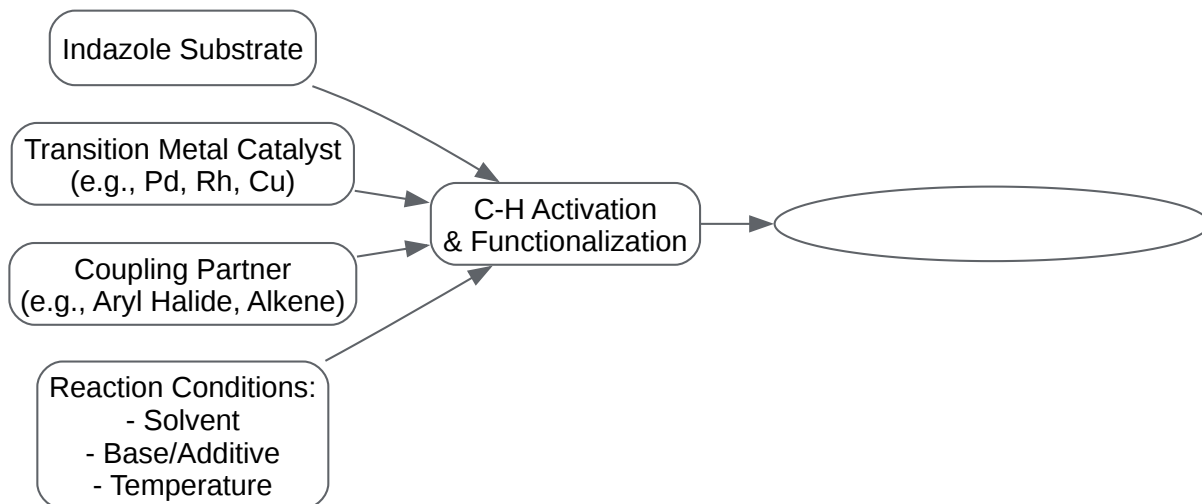 Indazole Substrate
Transition Metal Catalyst
(e.g., Pd, Rh, Cu)
C-H Activation
& Functionalization
Coupling Partner
(e.g., Aryl Halide, Alkene)
Reaction Conditions:
- Solvent
- Base/Additive
- Temperature